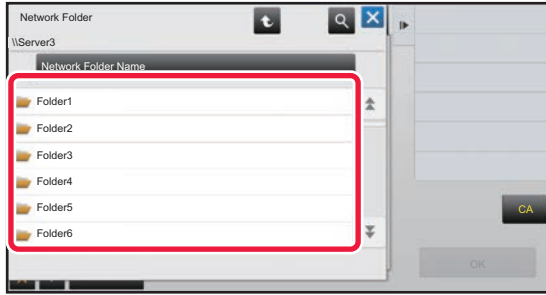 Network Folder
\\Server3
Network Folder Name
Folder1
Folder2
Folder3
Folder4
Folder5
Folder6
CA
OK